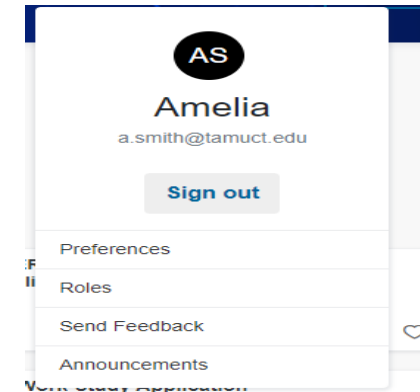 AS
Amelia
a.smith@tamuct.edu
Sign out
Preferences
Roles
Send Feedback
Announcements
Work Study Application